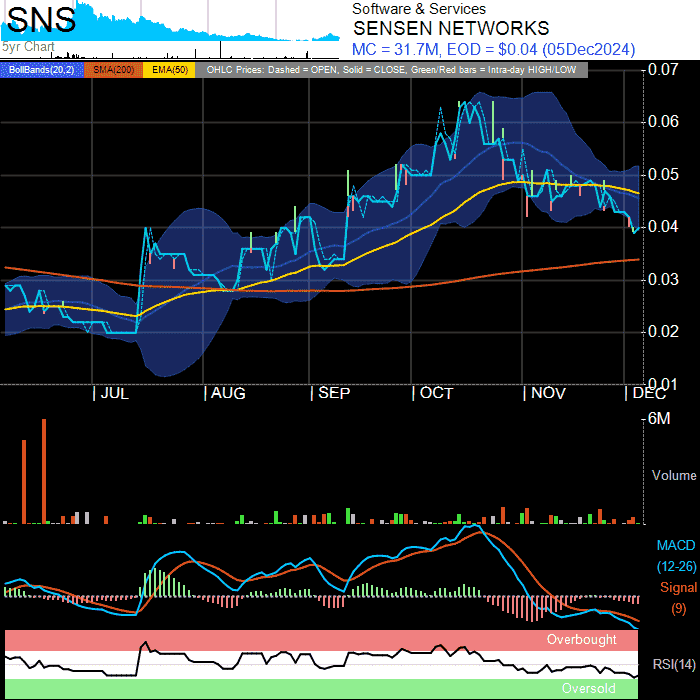 SNS
5yr Chart
Software & Services
SENSEN NETWORKS
MC = 31.7M, EOD = $0.04 (05Dec2024)
BollBands(20,2) SMA(200) EMA(50) OHLC Prices: Dashed = OPEN, Solid = CLOSE, Green/Red bars = Intra-day HIGH/LOW
0.07
0.06
0.05
0.04
0.03
0.02
0.01
JUL AUG SEP OCT NOV DEC
6M
Volume
MACD
(12-26)
Signal
(9)
Overbought
RSI(14)
Oversold